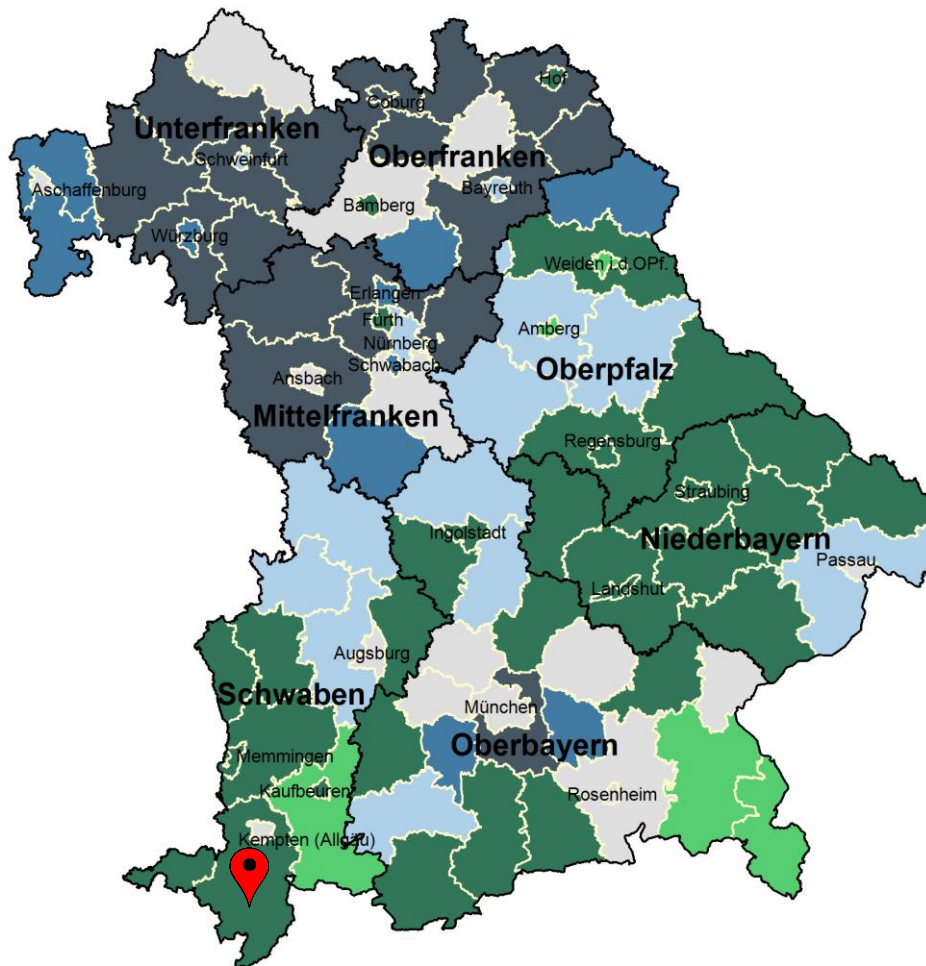 Hof
Coburg
Unterfranken
Schweinfurt
Oberfranken
Aschaffenburg
Bayreuth
Bamberg
Würzburg
Weiden i.d.OPf.
Erlangen
Fürth
Amberg
Nürnberg
Schwabach
Oberpfalz
Ansbach
Mittelfranken
Regensburg
Straubing
Ingolstadt
Niederbayern
Passau
Landshut
Augsburg
Schwaben
München
Oberbayern
Memmingen
Kaufbeuren
Rosenheim
Kempten (Allgäu)